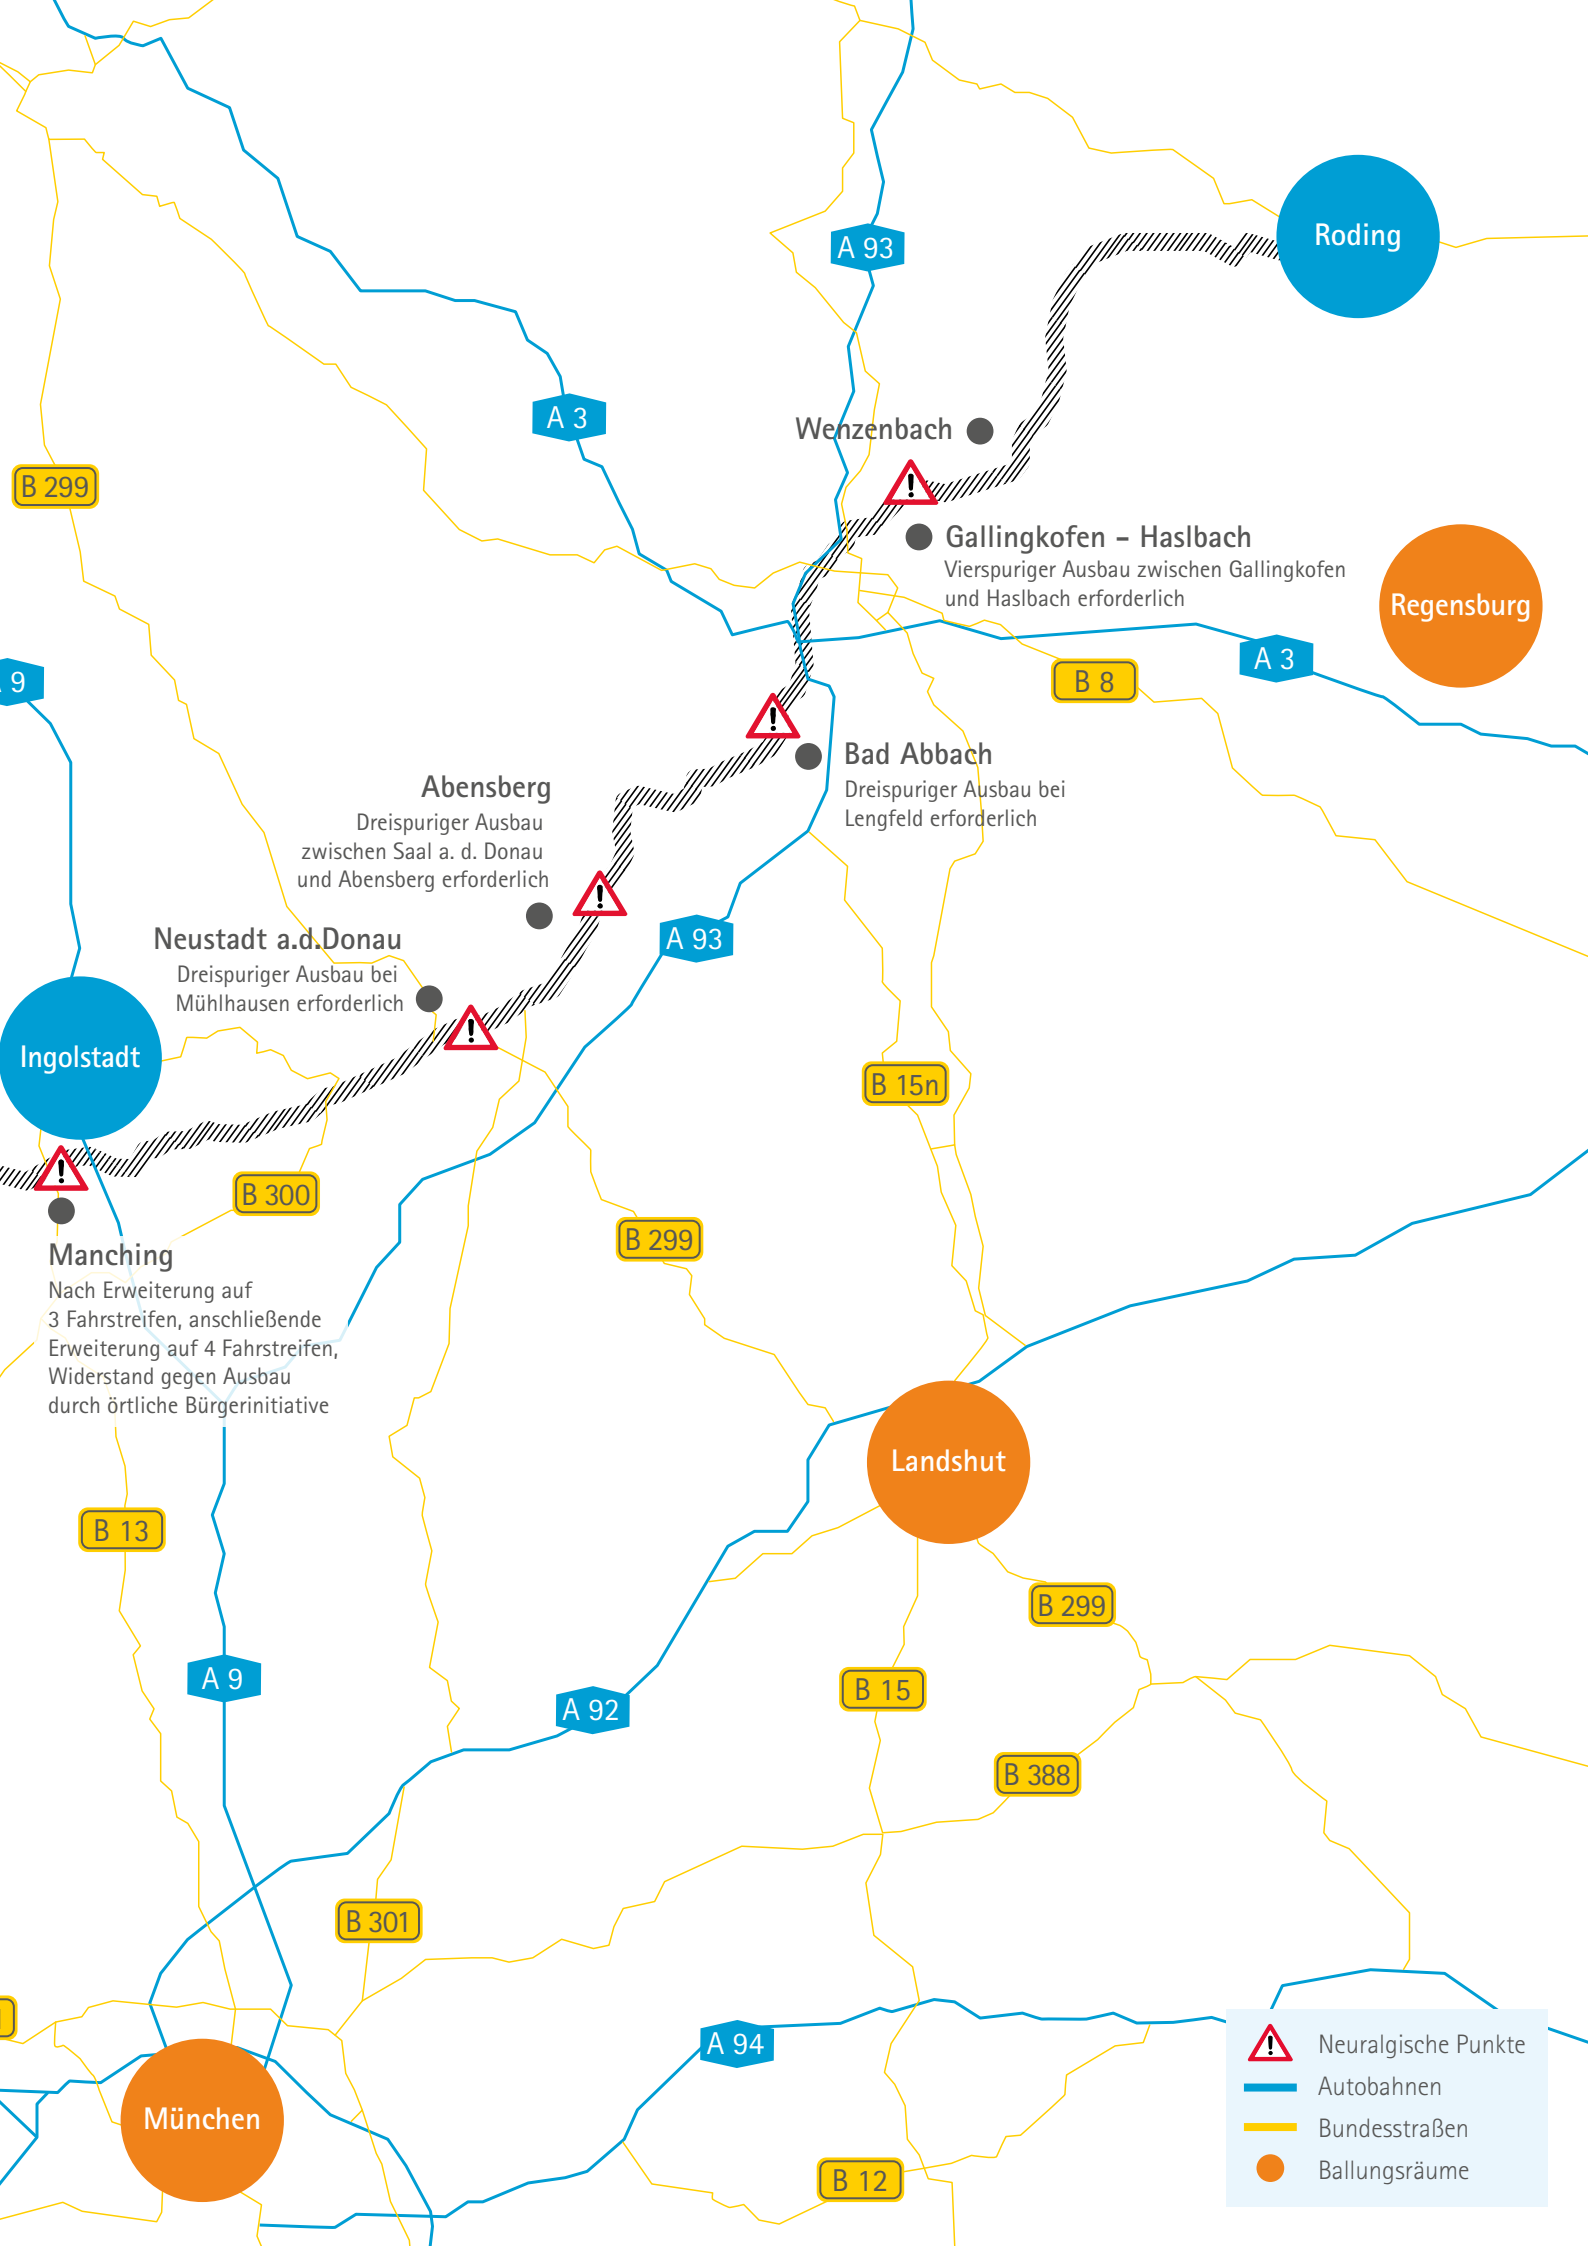 A 93
Roding
A 3
Wenzenbach
B 299
Gallingkofen – Haslbach
Vierspuriger Ausbau zwischen Gallingkofen
und Haslbach erforderlich
Regensburg
A 3
9
B 8
Bad Abbach
Dreispuriger Ausbau bei
Lengfeld erforderlich
Abensberg
Dreispuriger Ausbau
zwischen Saal a. d. Donau
und Abensberg erforderlich
A 93
Neustadt a.d.Donau
Dreispuriger Ausbau bei
Mühlhausen erforderlich
Ingolstadt
B 15n
B 300
B 299
Manching
Nach Erweiterung auf
3 Fahrstreifen, anschließende
Erweiterung auf 4 Fahrstreifen,
Widerstand gegen Ausbau
durch örtliche Bürgerinitiative
Landshut
B 13
B 299
A 9
B 15
A 92
B 388
B 301
A 94
München
B 12
Neuralgische Punkte
Autobahnen
Bundesstraßen
Ballungsräume